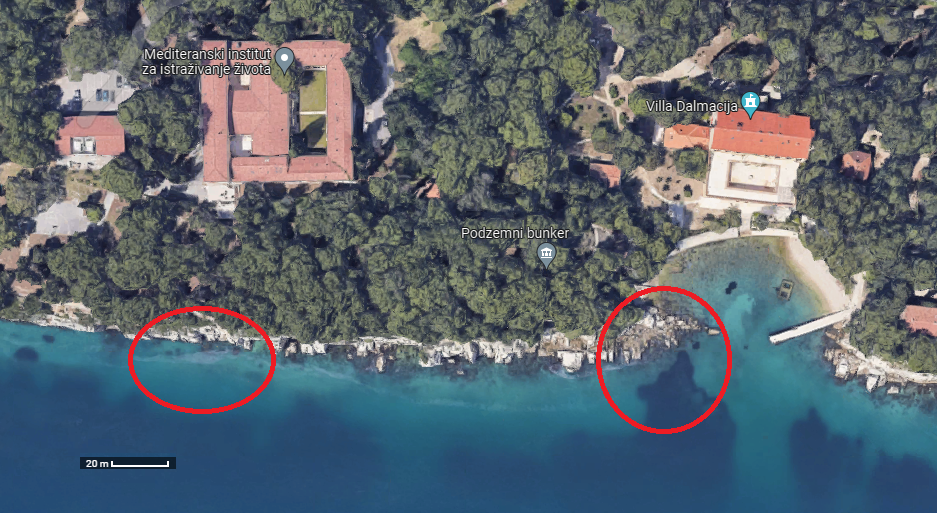 Mediteranski institut
za istraživanje života
Villa Dalmacija
Podzemni bunker
20 m